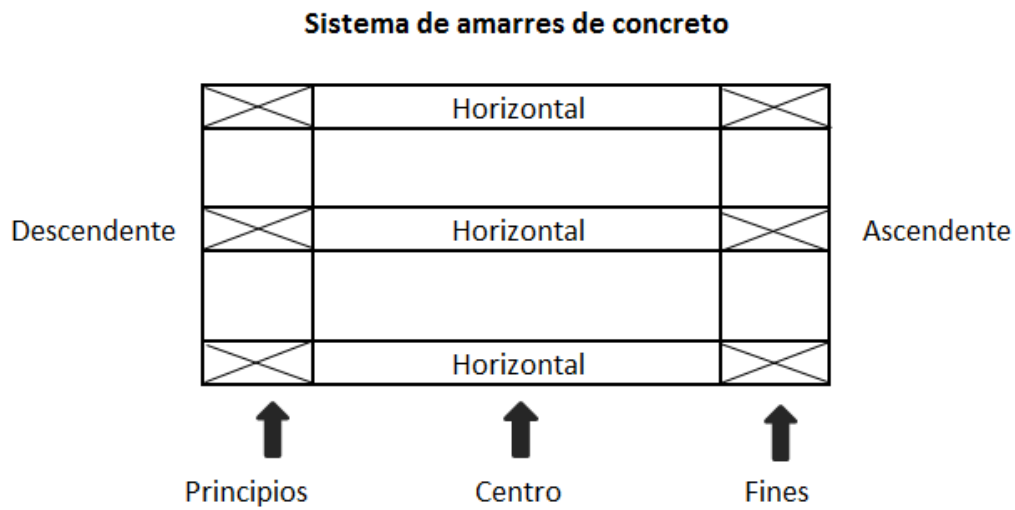 Sistema de amarres de concreto
Horizontal
Descendente
Horizontal
Ascendente
Horizontal
Principios
Centro
Fines